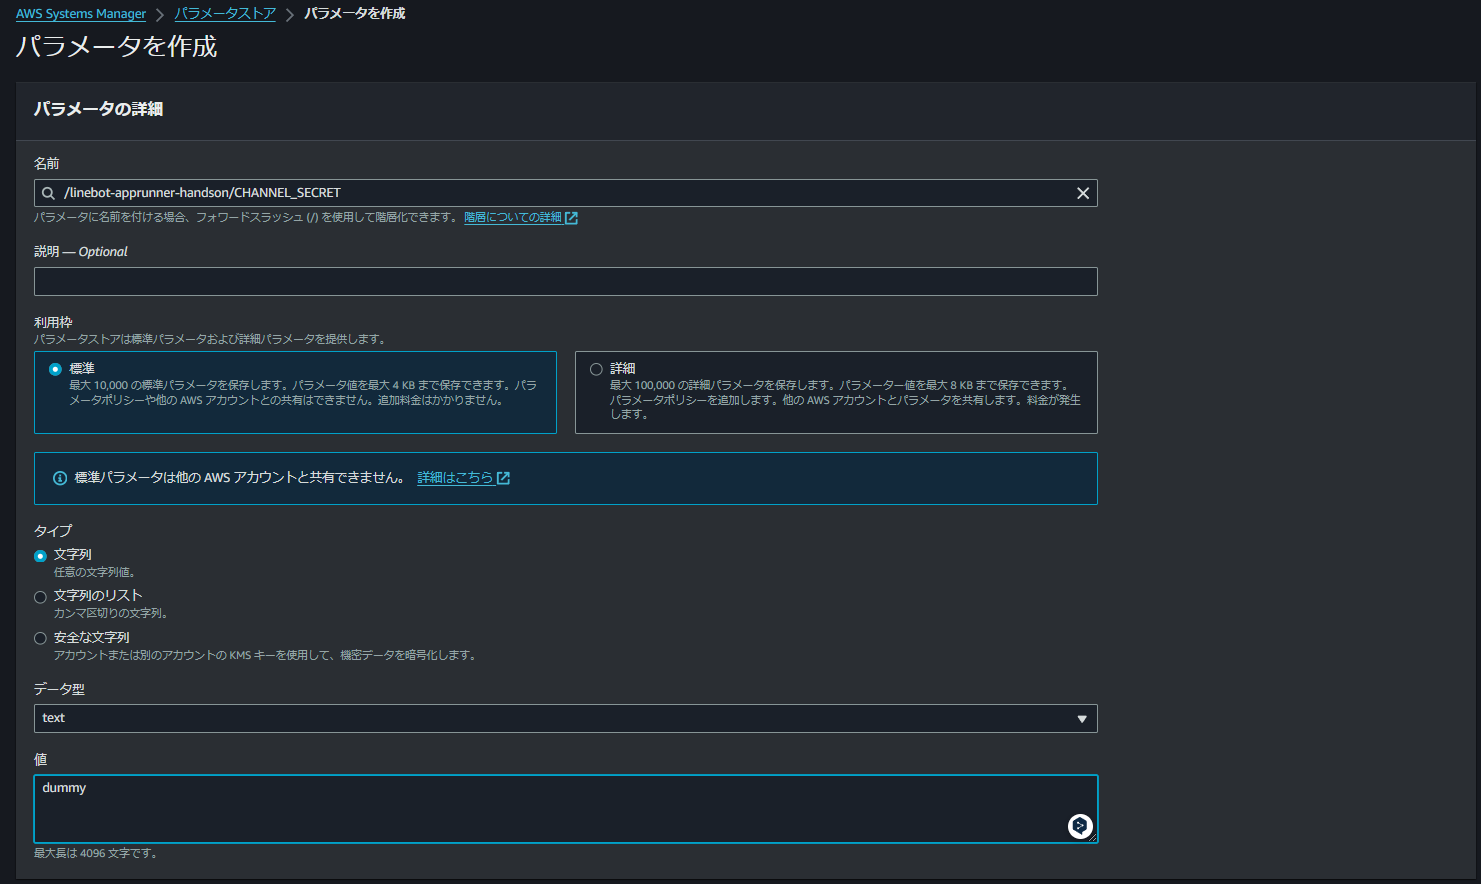 AWS Systems Manager > パラメータストア > パラメータを作成
パラメータを作成
パラメータの詳細
名前
/linebot-apprunner-handson/CHANNEL_SECRET
パラメータに名前を付ける場合、フォワードスラッシュ (/) を使用して階層化できます。 階層についての詳細
説明 — Optional
利用枠
パラメータストアは標準パラメータおよび詳細パラメータを提供します。
標準
最大 10,000 の標準パラメータを保存します。パラメータ値を最大 4 KB まで保存できます。パラ
メータポリシーや他の AWS アカウントとの共有はできません。追加料金はかかりません。
詳細
最大 100,000 の詳細パラメータを保存します。パラメーター値を最大 8 KB まで保存できます。
パラメータポリシーを追加します。他の AWS アカウントとパラメータを共有します。料金が発生
します。
標準パラメータは他の AWS アカウントと共有できません。 詳細はこちら
タイプ
文字列
任意の文字列値。
文字列のリスト
カンマ区切りの文字列。
安全な文字列
アカウントまたは別のアカウントの KMS キーを使用して、機密データを暗号化します。
データ型
text
値
dummy
最大長は 4096 文字です。